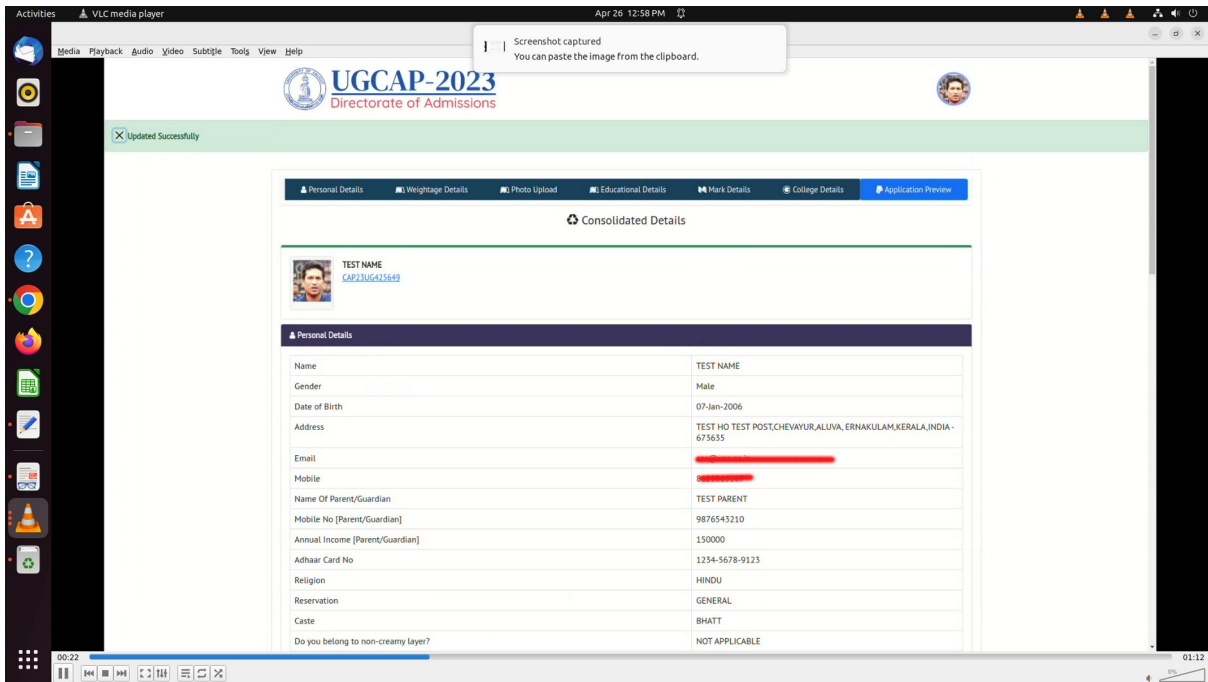 Activities VLC media player Apr 26 12:58 PM
Screenshot captured
You can paste the image from the clipboard.
Media Playback Audio Video Subtitle Tools View Help
UGCAP-2023
Directorate of Admissions
Updated Successfully
Personal Details Weightage Details Photo Upload Educational Details Mark Details College Details Application Preview
Consolidated Details
TEST NAME
CAP23UG425649
Personal Details
Name TEST NAME
Gender Male
Date of Birth 07-Jan-2006
Address TEST HO TEST POST,CHEVAYUR,ALUVA, ERNAKULAM,KERALA,INDIA -
673635
Email
Mobile
Name Of Parent/Guardian TEST PARENT
Mobile No [Parent/Guardian] 9876543210
Annual Income [Parent/Guardian] 150000
Adhaar Card No 1234-5678-9123
Religion HINDU
Reservation GENERAL
Caste BHATT
Do you belong to non-creamy layer? NOT APPLICABLE
00:22 01:12
0%